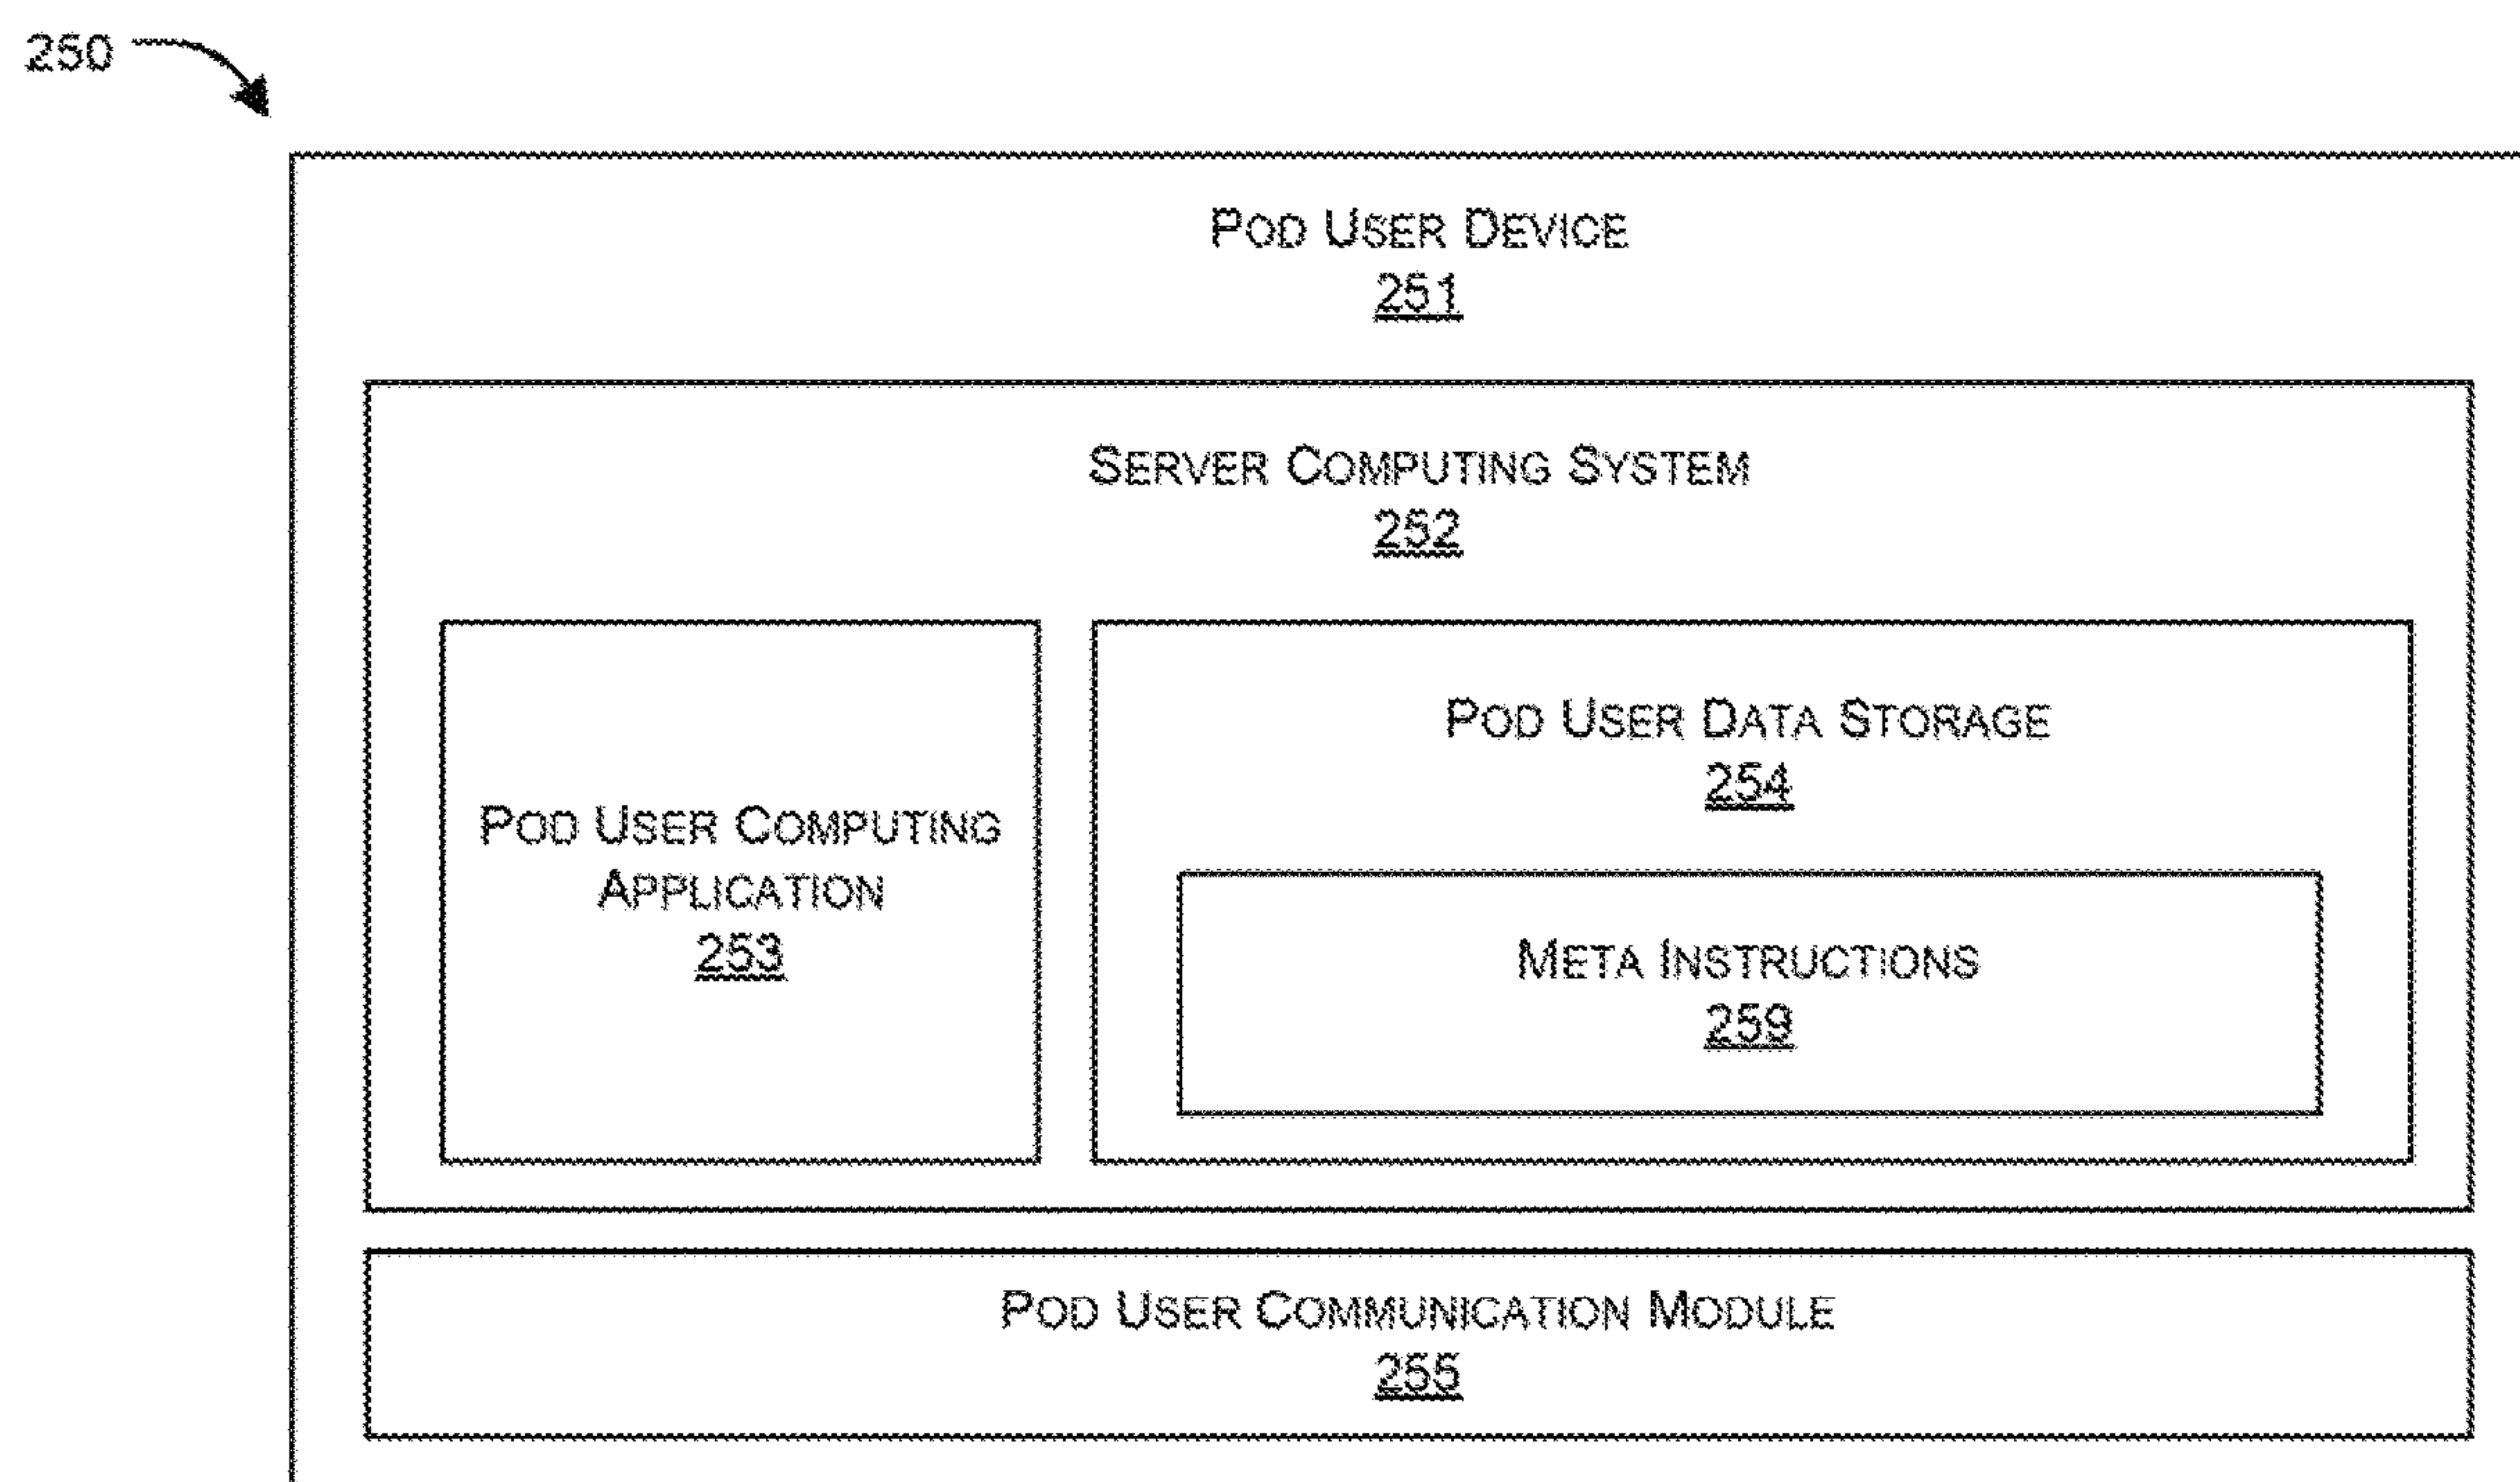 250
POD USER DEVICE
251
SERVER COMPUTING SYSTEM
252
POD USER COMPUTING
APPLICATION
253
POD USER DATA STORAGE
254
META INSTRUCTIONS
259
POD USER COMMUNICATION MODULE
255